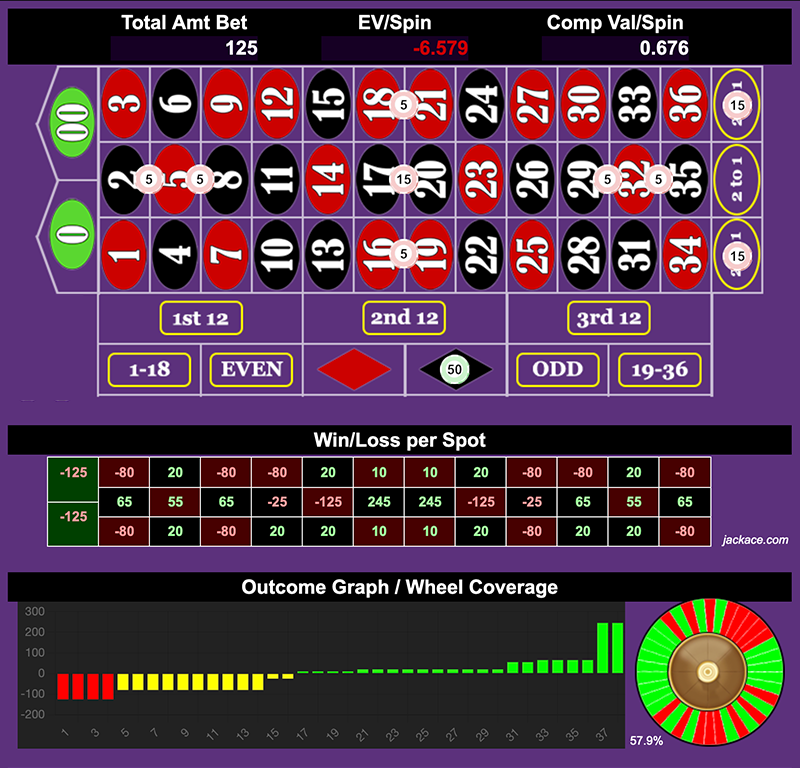 Total Amt Bet EV/Spin Comp Val/Spin
125 -6.579 0.676
00 3 6 9 12 15 18 5 21 24 27 30 33 36 15
2 5 5 5 8 11 14 17 15 20 23 26 29 5 32 5 35 2 to 1
0 1 4 7 10 13 16 5 19 22 25 28 31 34 15
1st 12 2nd 12 3rd 12
1-18 EVEN 50 ODD 19-36
Win/Loss per Spot
-125 -80 20 -80 -80 20 10 10 20 -80 -80 20 -80
65 55 65 -25 -125 245 245 -125 -25 65 55 65
-125 -80 20 -80 20 20 10 10 20 -80 20 20 -80
jackace.com
Outcome Graph / Wheel Coverage
300
200
100
0
-100
-200
1 3 5 7 9 11 13 15 17 19 21 23 25 27 29 31 33 35 37
57.9%